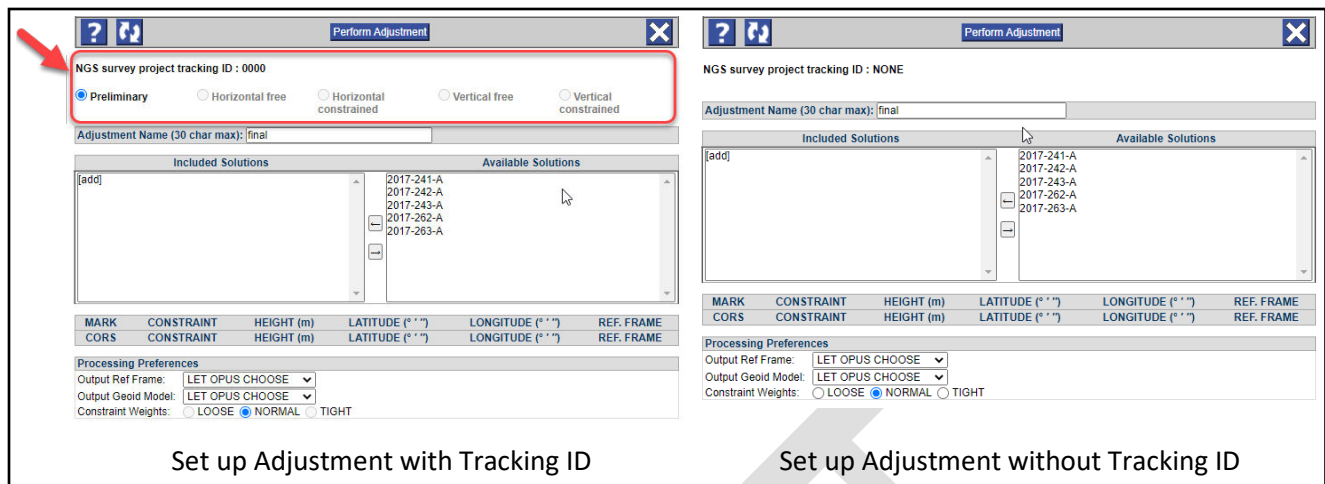 ? Perform Adjustment X
NGS survey project tracking ID : 0000
Preliminary Horizontal free Horizontal constrained Vertical free Vertical constrained
Adjustment Name (30 char max): final
Included Solutions Available Solutions
[add] 2017-241-A
2017-242-A
2017-243-A
← 2017-262-A
2017-263-A
→
MARK CONSTRAINT HEIGHT (m) LATITUDE (° ' ") LONGITUDE (° ' ") REF. FRAME
CORS CONSTRAINT HEIGHT (m) LATITUDE (° ' ") LONGITUDE (° ' ") REF. FRAME
Processing Preferences
Output Ref Frame: LET OPUS CHOOSE
Output Geoid Model: LET OPUS CHOOSE
Constraint Weights: LOOSE NORMAL TIGHT
Set up Adjustment with Tracking ID
? Perform Adjustment X
NGS survey project tracking ID : NONE
Adjustment Name (30 char max): final
Included Solutions Available Solutions
[add] 2017-241-A
2017-242-A
2017-243-A
← 2017-262-A
2017-263-A
→
MARK CONSTRAINT HEIGHT (m) LATITUDE (° ' ") LONGITUDE (° ' ") REF. FRAME
CORS CONSTRAINT HEIGHT (m) LATITUDE (° ' ") LONGITUDE (° ' ") REF. FRAME
Processing Preferences
Output Ref Frame: LET OPUS CHOOSE
Output Geoid Model: LET OPUS CHOOSE
Constraint Weights: LOOSE NORMAL TIGHT
Set up Adjustment without Tracking ID